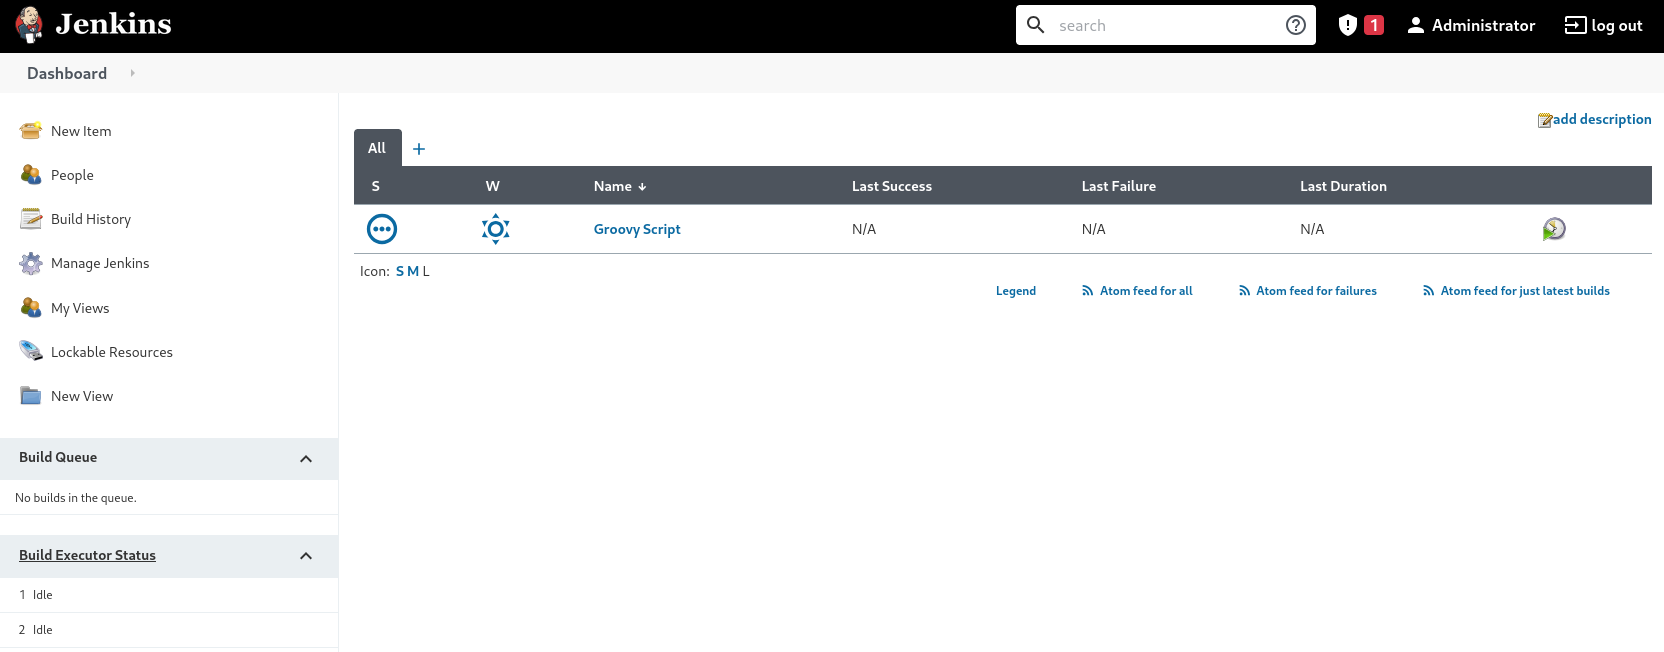 Jenkins
search
1
Administrator
log out
Dashboard
New Item
People
Build History
Manage Jenkins
My Views
Lockable Resources
New View
Build Queue
No builds in the queue.
Build Executor Status
1 Idle
2 Idle
add description
All +
S W Name ↓ Last Success Last Failure Last Duration
Groovy Script N/A N/A N/A
Icon: S M L
Legend Atom feed for all Atom feed for failures Atom feed for just latest builds